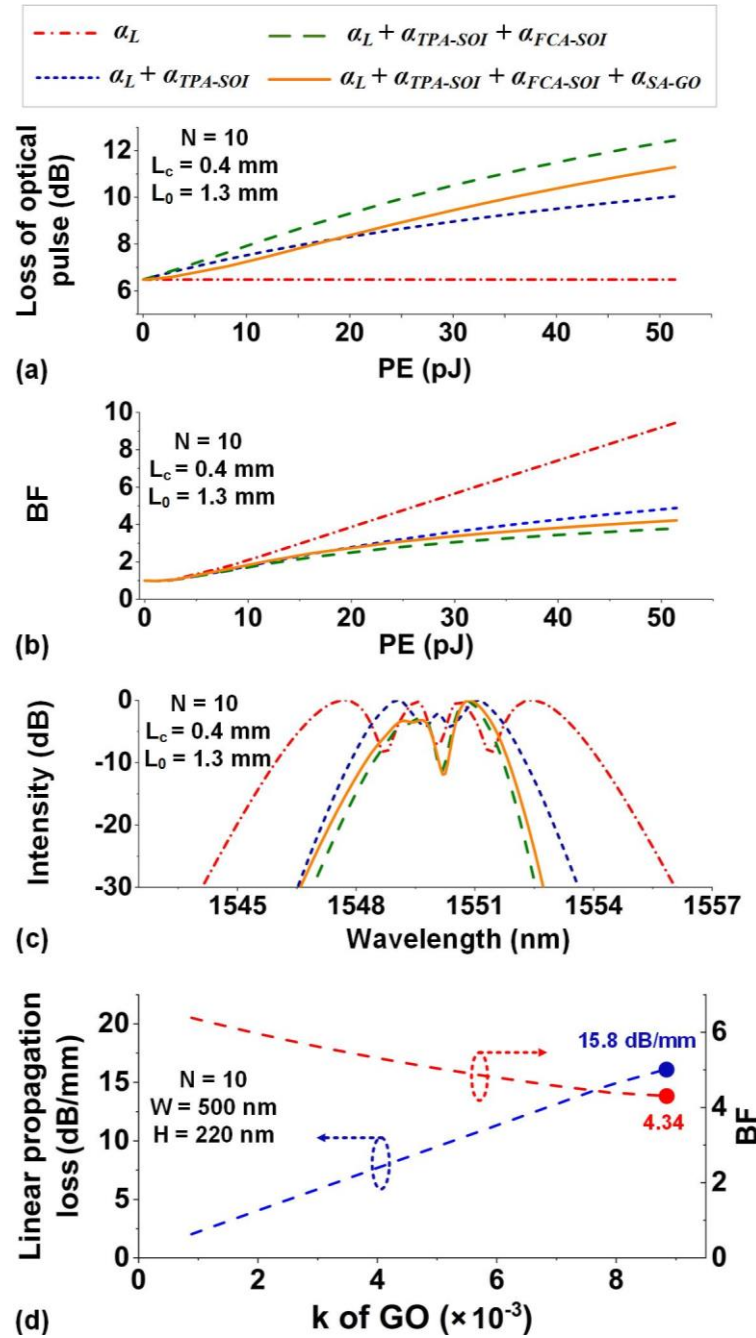 α_L
α_L + α_TPA-SOI + α_FCA-SOI
α_L + α_TPA-SOI
α_L + α_TPA-SOI + α_FCA-SOI + α_SA-GO
Loss of optical
pulse (dB)
12
10
8
6
N = 10
L_c = 0.4 mm
L_0 = 1.3 mm
0 10 20 30 40 50
PE (pJ)
(a)
BF
10
8
6
4
2
0
N = 10
L_c = 0.4 mm
L_0 = 1.3 mm
0 10 20 30 40 50
PE (pJ)
(b)
Intensity (dB)
0
-10
-20
-30
N = 10
L_c = 0.4 mm
L_0 = 1.3 mm
1545 1548 1551 1554 1557
Wavelength (nm)
(c)
Linear propagation
loss (dB/mm)
20
15
10
5
0
N = 10
W = 500 nm
H = 220 nm
15.8 dB/mm
4.34
6
4
2
0
BF
0 2 4 6 8
k of GO (× 10^-3)
(d)